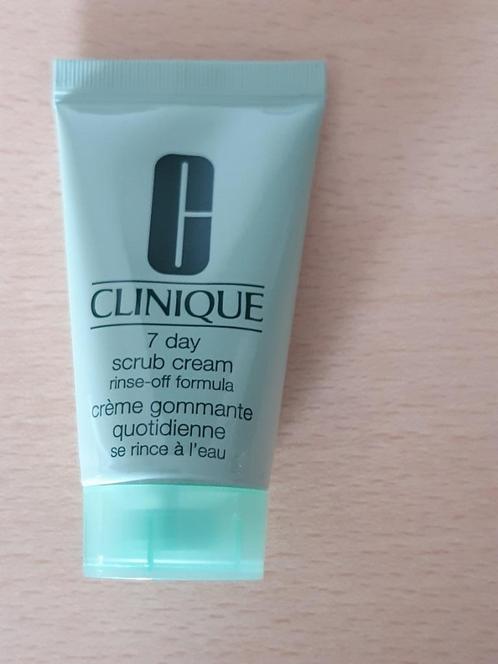 C
CLINIQUE
7 day
scrub cream
rinse-off formula
crème gommante
quotidienne
se rince à l'eau